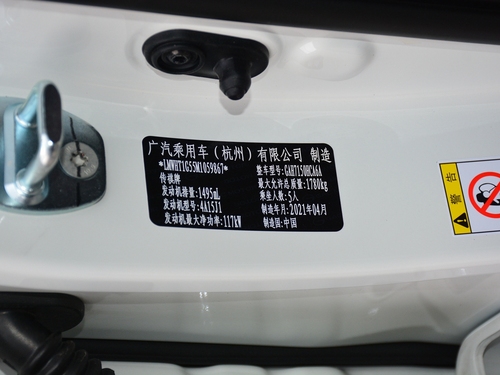 广汽乘用车（杭州）有限公司 制造
*LMWHT1G55M1059867*
整车型号:GAH7150HCA6A
传祺牌
最大允许总质量:1780kg
发动机排量:1495mL
乘坐人数:5人
发动机型号:4A15J1
制造年月:2021年04月
发动机最大净功率:117kW
制造国:中国
警告